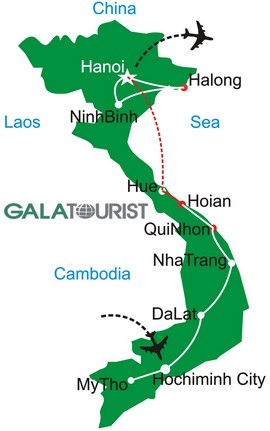 China
Hanoi
Halong
NinhBinh
Laos
Sea
Hue
Hoian
GALATOURIST
QuiNhon
NhaTrang
Cambodia
DaLat
MyTho
Hochiminh City